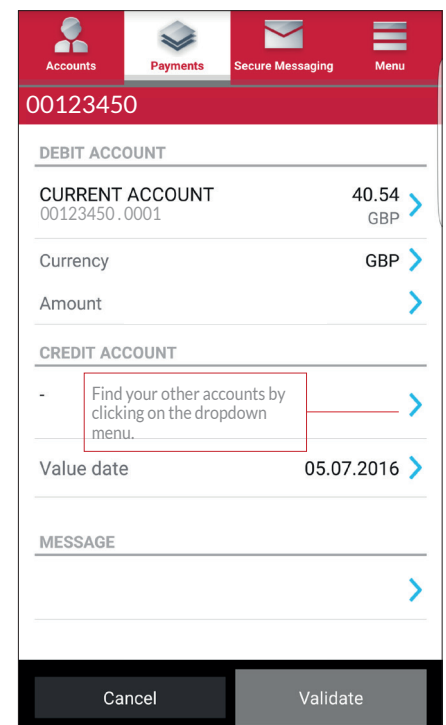 Accounts Payments Secure Messaging Menu
00123450
DEBIT ACCOUNT
CURRENT ACCOUNT 40.54
00123450.0001 GBP
Currency GBP
Amount
CREDIT ACCOUNT
-
Find your other accounts by
clicking on the dropdown
menu.
Value date 05.07.2016
MESSAGE
Cancel Validate